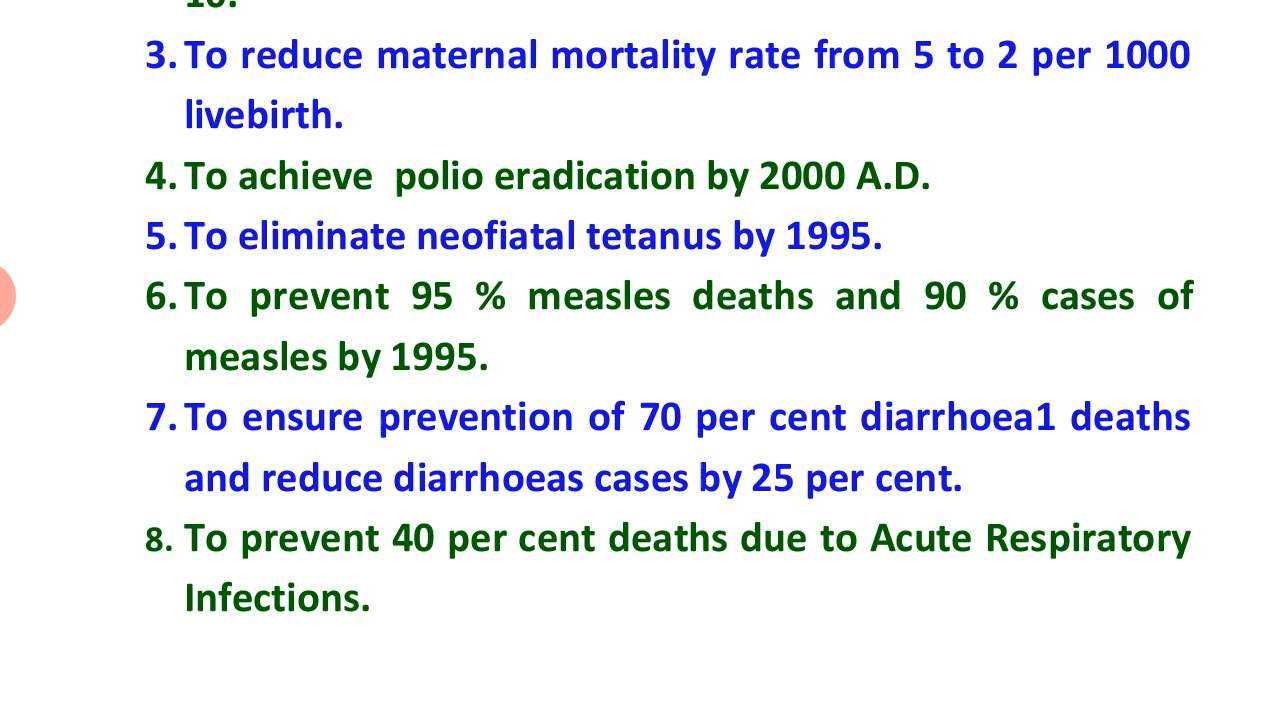 10.
3. To reduce maternal mortality rate from 5 to 2 per 1000
livebirth.
4. To achieve polio eradication by 2000 A.D.
5. To eliminate neofiatal tetanus by 1995.
6. To prevent 95 % measles deaths and 90 % cases of
measles by 1995.
7. To ensure prevention of 70 per cent diarrhoea1 deaths
and reduce diarrhoeas cases by 25 per cent.
8. To prevent 40 per cent deaths due to Acute Respiratory
Infections.